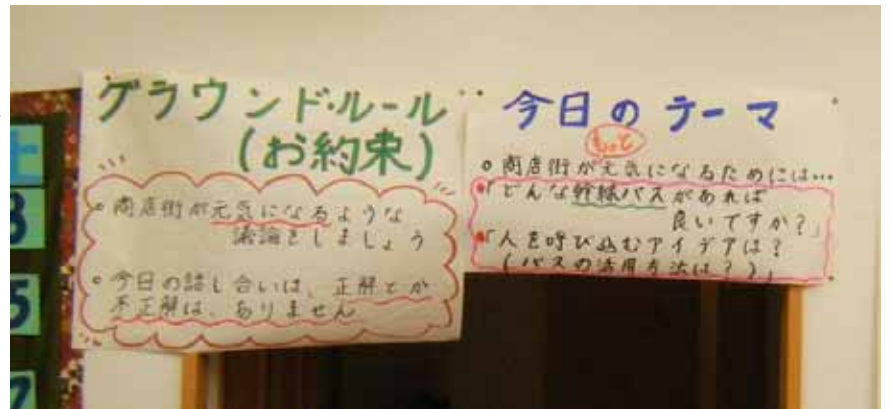 グラウンド・ルール
(お約束)
○商店街が元気になるような
議論をしましょう
○今日の話し合いは、正解とか
不正解は、ありません
今日のテーマ
もっと
○商店街が元気になるためには…
「どんな幹線バスがあれば
良いですか?」
「人を呼び込むアイデアは?
(バスの活用方法は?)」
土
8
5